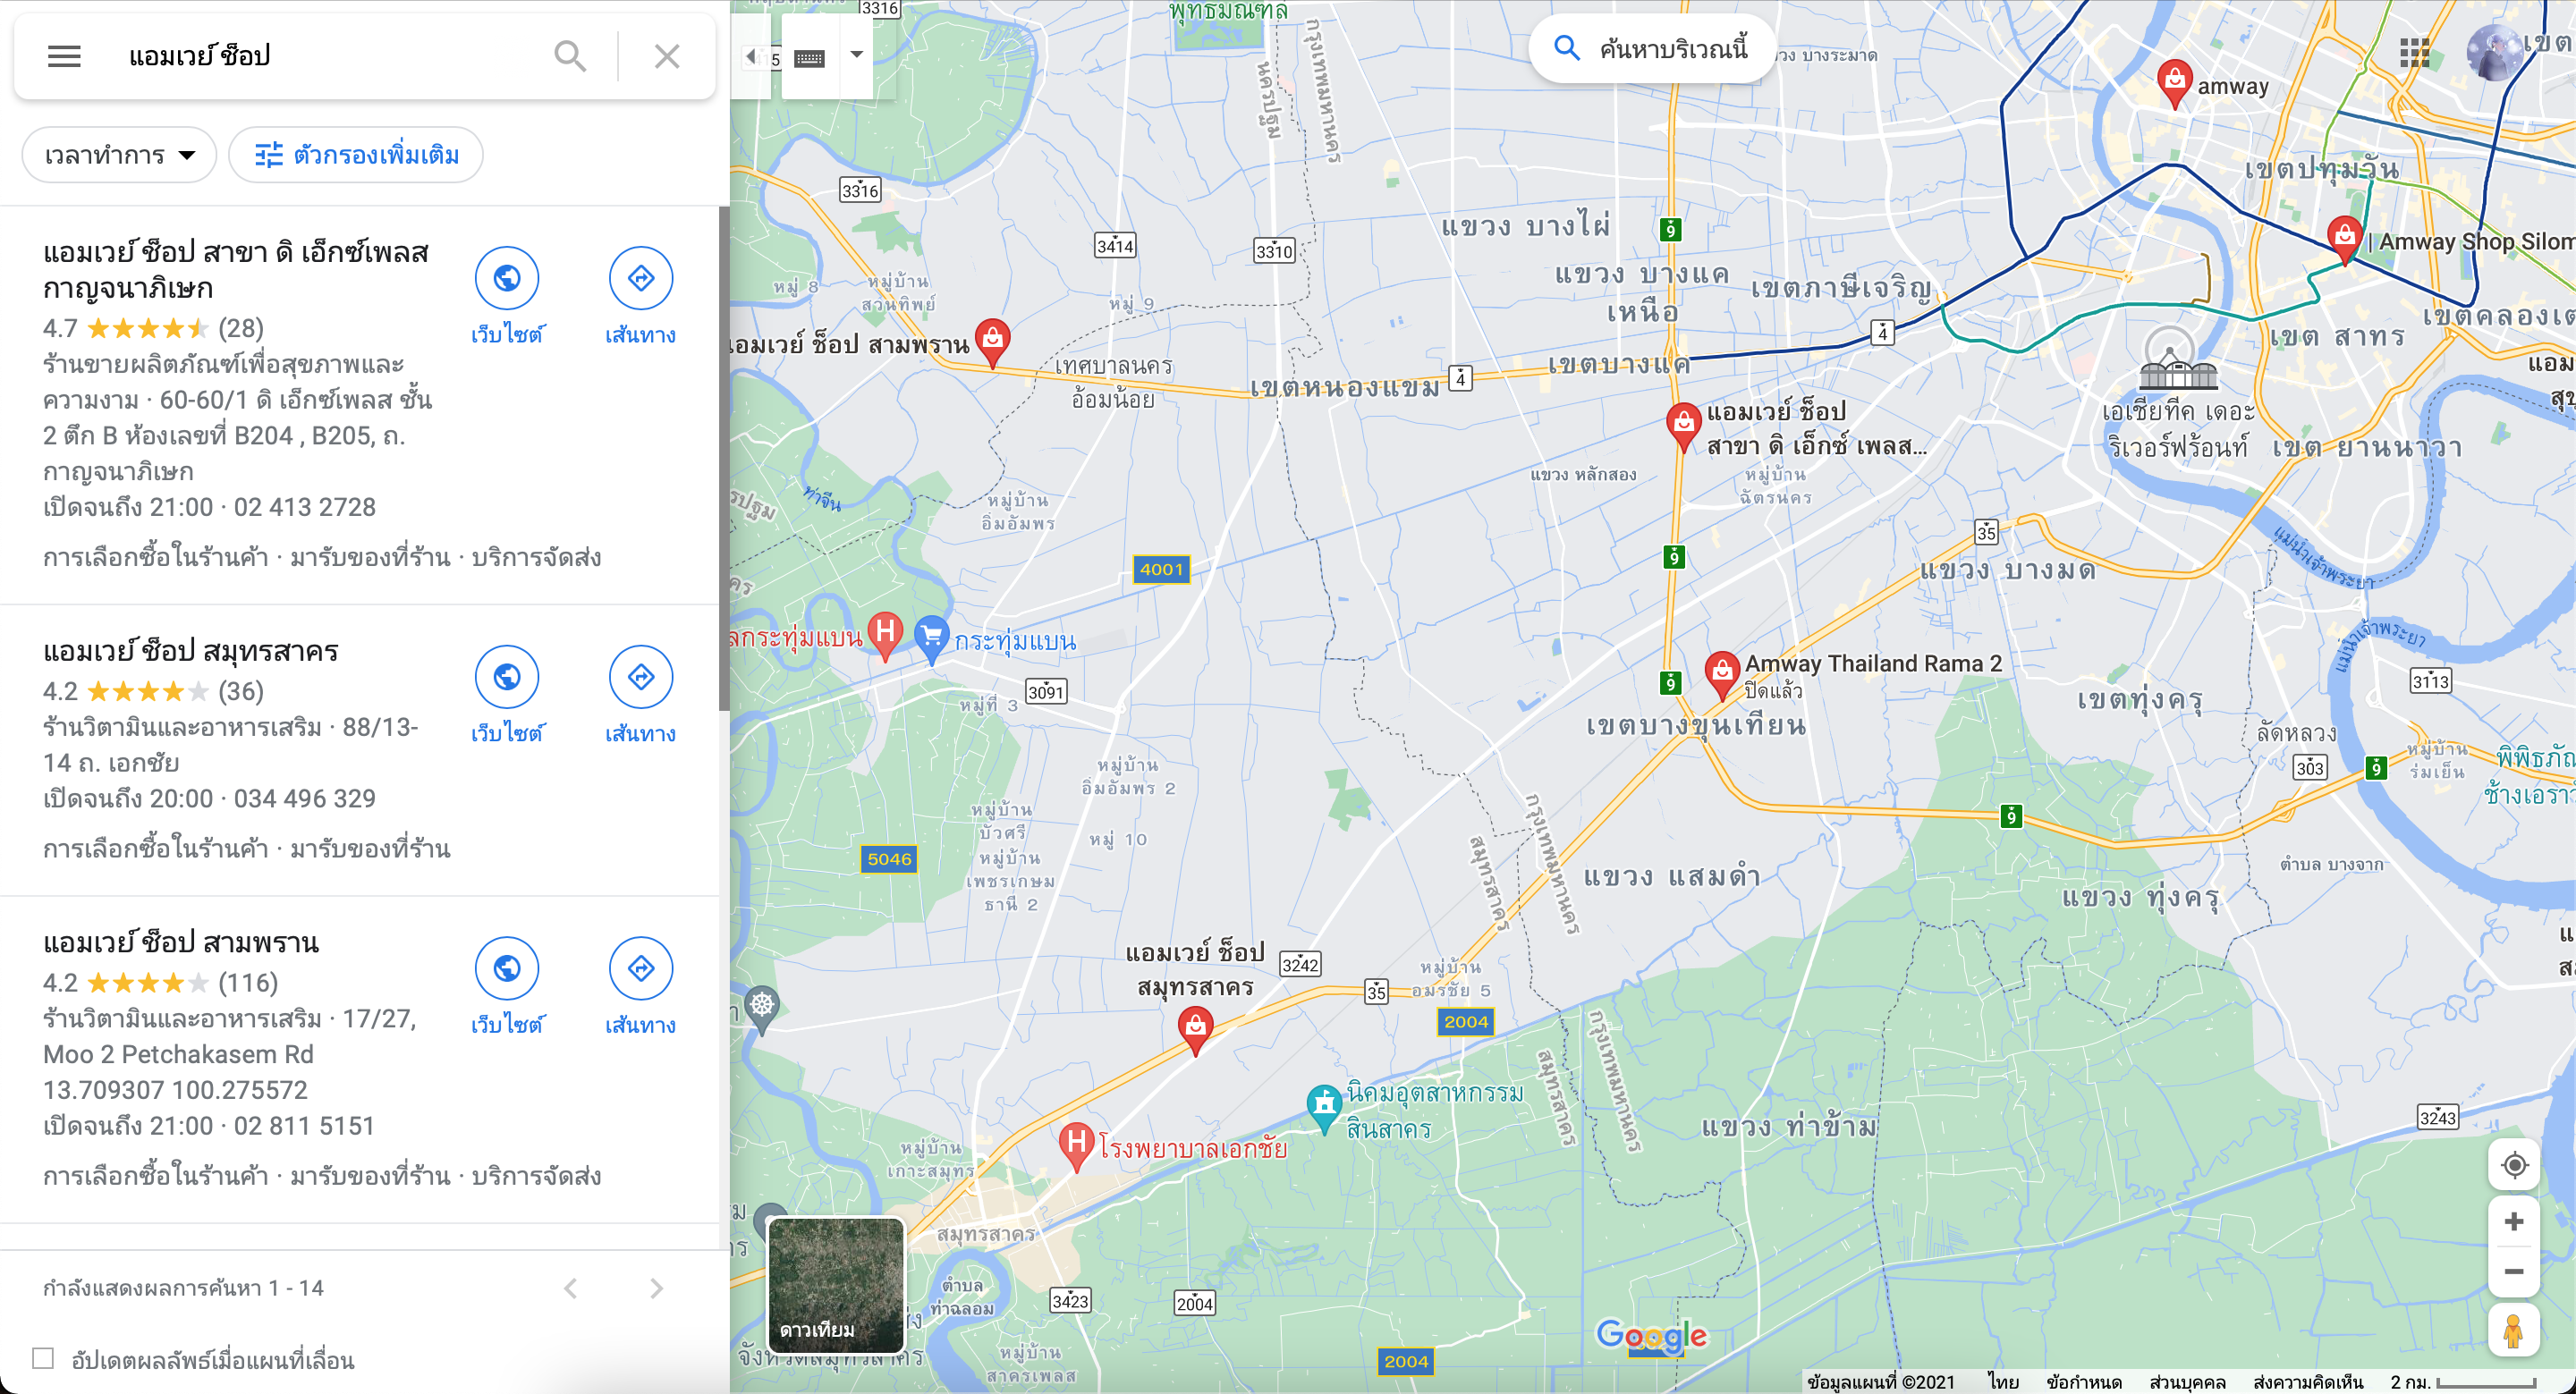 แอมเวย์ ช็อป
เวลาทำการ
ตัวกรองเพิ่มเติม
แอมเวย์ ช็อป สาขา ดิ เอ็กซ์เพลส
กาญจนาภิเษก
4.7 (28)
ร้านขายผลิตภัณฑ์เพื่อสุขภาพและ
ความงาม · 60-60/1 ดิ เอ็กซ์เพลส ชั้น
2 ตึก B ห้องเลขที่ B204 , B205, ถ.
กาญจนาภิเษก
เปิดจนถึง 21:00 · 02 413 2728
การเลือกซื้อในร้านค้า · มารับของที่ร้าน · บริการจัดส่ง
เว็บไซต์
เส้นทาง
แอมเวย์ ช็อป สมุทรสาคร
4.2 (36)
ร้านวิตามินและอาหารเสริม · 88/13-
14 ถ. เอกชัย
เปิดจนถึง 20:00 · 034 496 329
การเลือกซื้อในร้านค้า · มารับของที่ร้าน
เว็บไซต์
เส้นทาง
แอมเวย์ ช็อป สามพราน
4.2 (116)
ร้านวิตามินและอาหารเสริม · 17/27,
Moo 2 Petchakasem Rd
13.709307 100.275572
เปิดจนถึง 21:00 · 02 811 5151
การเลือกซื้อในร้านค้า · มารับของที่ร้าน · บริการจัดส่ง
เว็บไซต์
เส้นทาง
กำลังแสดงผลการค้นหา 1 - 14
อัปเดตผลลัพธ์เมื่อแผนที่เลื่อน
3316
พุทธมณฑล
ค้นหาบริเวณนี้
บางระมาด
amway
นครปฐม
กรุงเทพมหานคร
3316
เขตปทุมวัน
3414
3310
แขวง บางไผ่
9
Amway Shop Silom
แขวง บางแค
เหนือ
เขตภาษีเจริญ
หมู่ 8
หมู่บ้าน
สวนทิพย์
หมู่ 9
4
เขต สาทร
แอมเวย์ ช็อป สามพราน
เทศบาลนคร
อ้อมน้อย
เขตหนองแขม
4
เขตบางแค
เอเชียทีค เดอะ
ริเวอร์ฟร้อนท์
เขต ยานนาวา
แอมเวย์ ช็อป
สาขา ดิ เอ็กซ์ เพลส...
แขวง หลักสอง
หมู่บ้าน
ฉัตรนคร
ท่าจีน
หมู่บ้าน
อิ่มอัมพร
35
9
4001
แขวง บางมด
แม่น้ำเจ้าพระยา
แม่น้ำเจ้าพระยา
กระทุ่มแบน
3091
หมู่ที่ 3
Amway Thailand Rama 2
ปิดแล้ว
9
เขตบางขุนเทียน
เขตทุ่งครุ
3113
ลัดหลวง
303
9
หมู่บ้าน
ร่มเย็น
หมู่บ้าน
อิ่มอัมพร 2
หมู่บ้าน
บัวศรี
หมู่ 10
9
5046
หมู่บ้าน
เพชรเกษม
ธานี 2
สมุทรสาคร
กรุงเทพมหานคร
แขวง แสมดำ
ตำบล บางจาก
แขวง ทุ่งครุ
แอมเวย์ ช็อป
สมุทรสาคร
3242
35
หมู่บ้าน
อมรชัย 5
2004
สมุทรสาคร
กรุงเทพมหานคร
นิคมอุตสาหกรรม
สินสาคร
แขวง ท่าข้าม
3243
โรงพยาบาลเอกชัย
หมู่บ้าน
เกาะสมุทร
สมุทรสาคร
ตำบล
ท่าฉลอม
3423
2004
ดาวเทียม
หมู่บ้าน
สาครเพลส
2004
Google
ข้อมูลแผนที่ ©2021 ไทย ข้อกำหนด ส่วนบุคคล ส่งความคิดเห็น 2 กม.